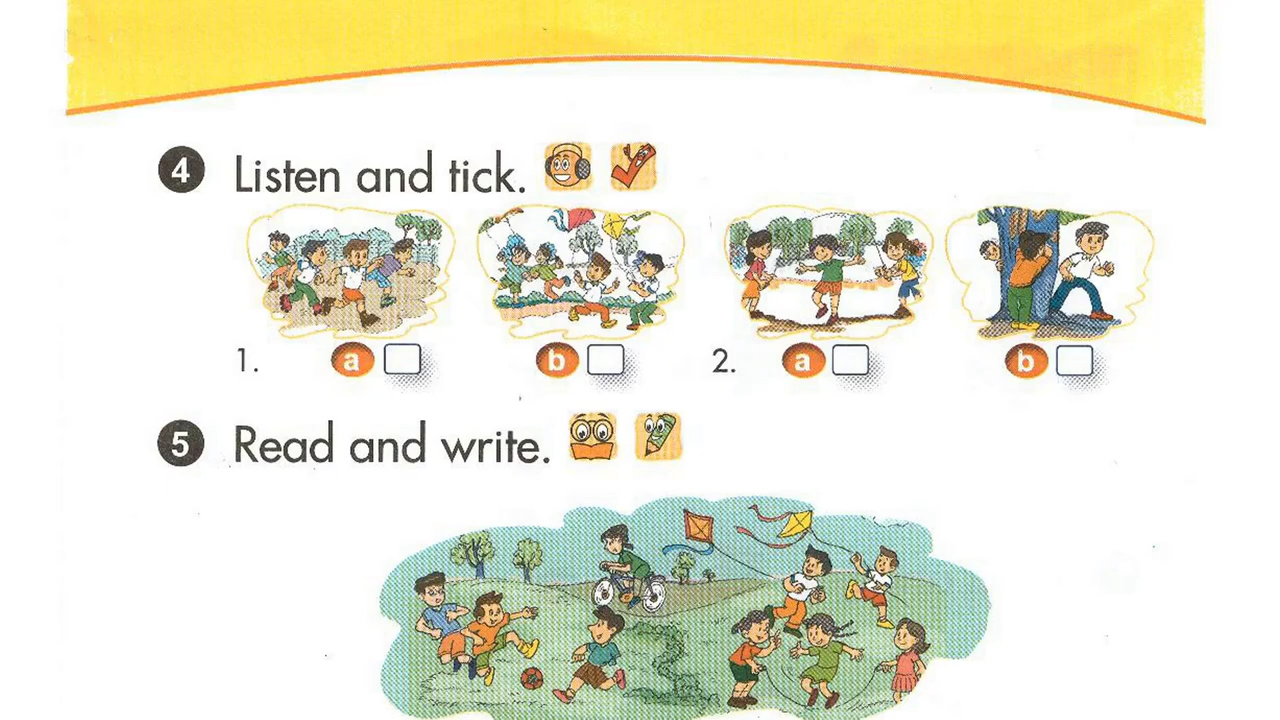 4 Listen and tick.
1. a b 2. a b
5 Read and write.